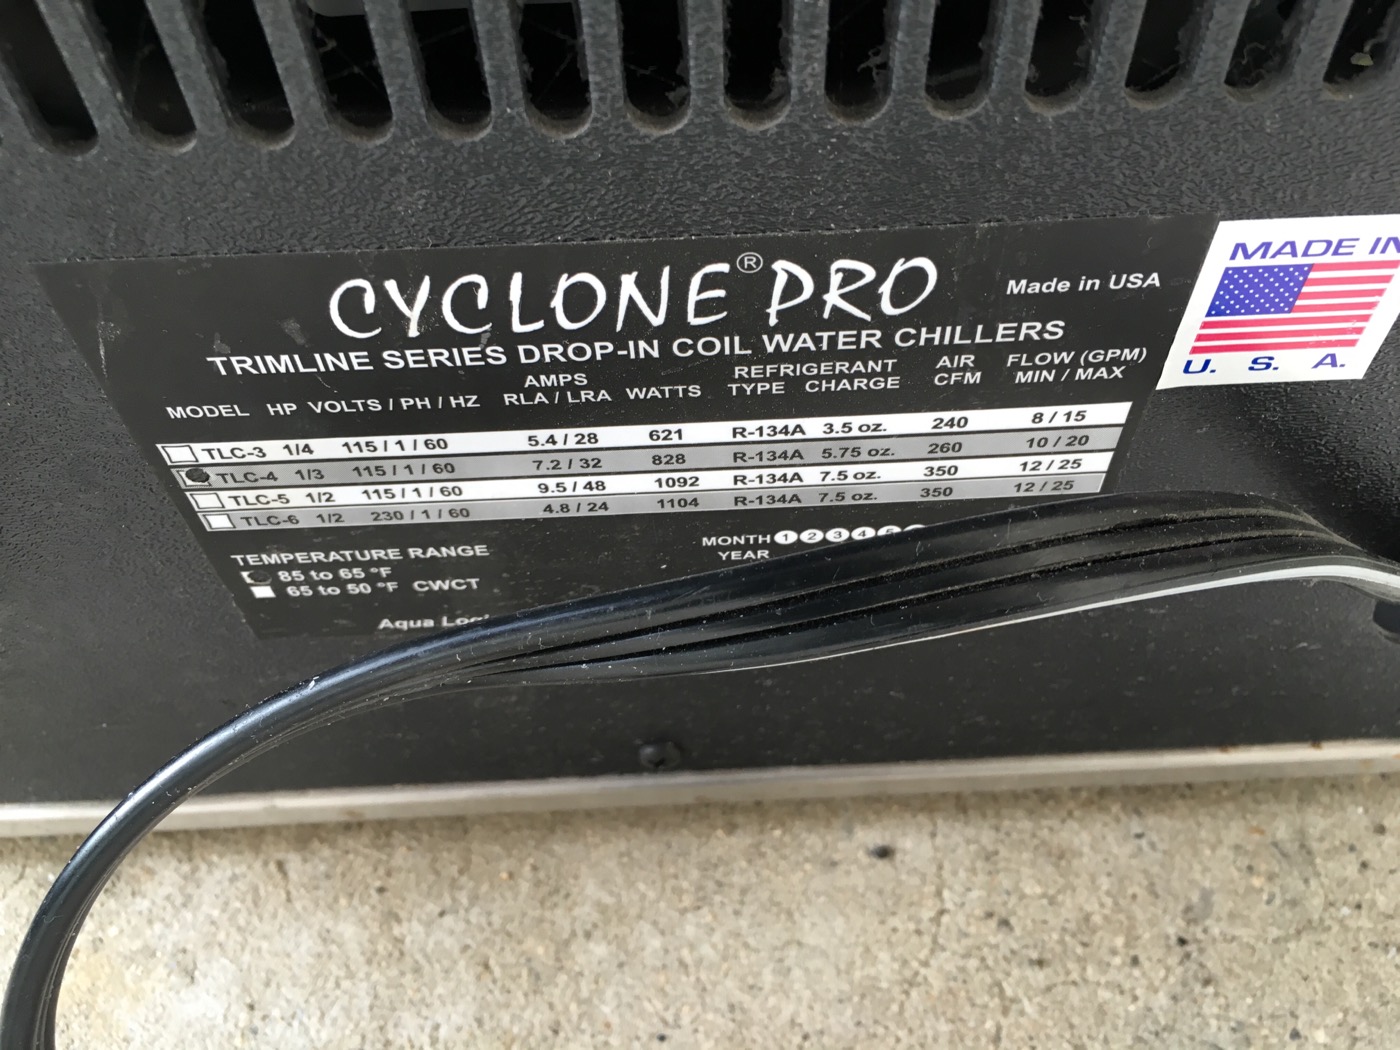 CYCLONE® PRO
Made in USA
TRIMLINE SERIES DROP-IN COIL WATER CHILLERS
MODEL HP VOLTS / PH / HZ AMPS RLA / LRA WATTS REFRIGERANT TYPE CHARGE AIR CFM FLOW (GPM) MIN / MAX
TLC-3 1/4 115 / 1 / 60 5.4 / 28 621 R-134A 3.5 oz. 240 8 / 15
TLC-4 1/3 115 / 1 / 60 7.2 / 32 828 R-134A 5.75 oz. 260 10 / 20
TLC-5 1/2 115 / 1 / 60 9.5 / 48 1092 R-134A 7.5 oz. 350 12 / 25
TLC-6 1/2 230 / 1 / 60 4.8 / 24 1104 R-134A 7.5 oz. 350 12 / 25
TEMPERATURE RANGE
85 to 65 °F
65 to 50 °F CWCT
MONTH 1 2 3 4
YEAR
Aqua
MADE IN
U. S. A.